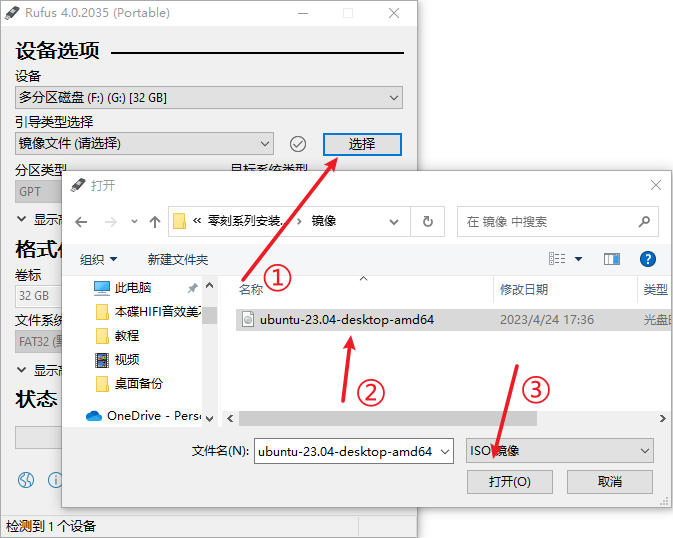 Rufus 4.0.2035 (Portable)
设备选项
设备
多分区磁盘 (F:) (G:) [32 GB]
引导类型选择
镜像文件 (请选择)
选择
分区类型
目标系统类型
GPT
打开
« 零刻系列安装... › 镜像
在 镜像 中搜索
显示
组织
新建文件夹
格式
卷标
32 GB
文件系统
FAT32
显示
状态
①
名称
修改日期
类型
此电脑
本碟HIFI音效美
教程
视频
桌面备份
OneDrive - Perso
ubuntu-23.04-desktop-amd64
2023/4/24 17:36
光盘
②
③
文件名(N):
ubuntu-23.04-desktop-amd64
ISO 镜像
打开(O)
取消
检测到 1 个设备